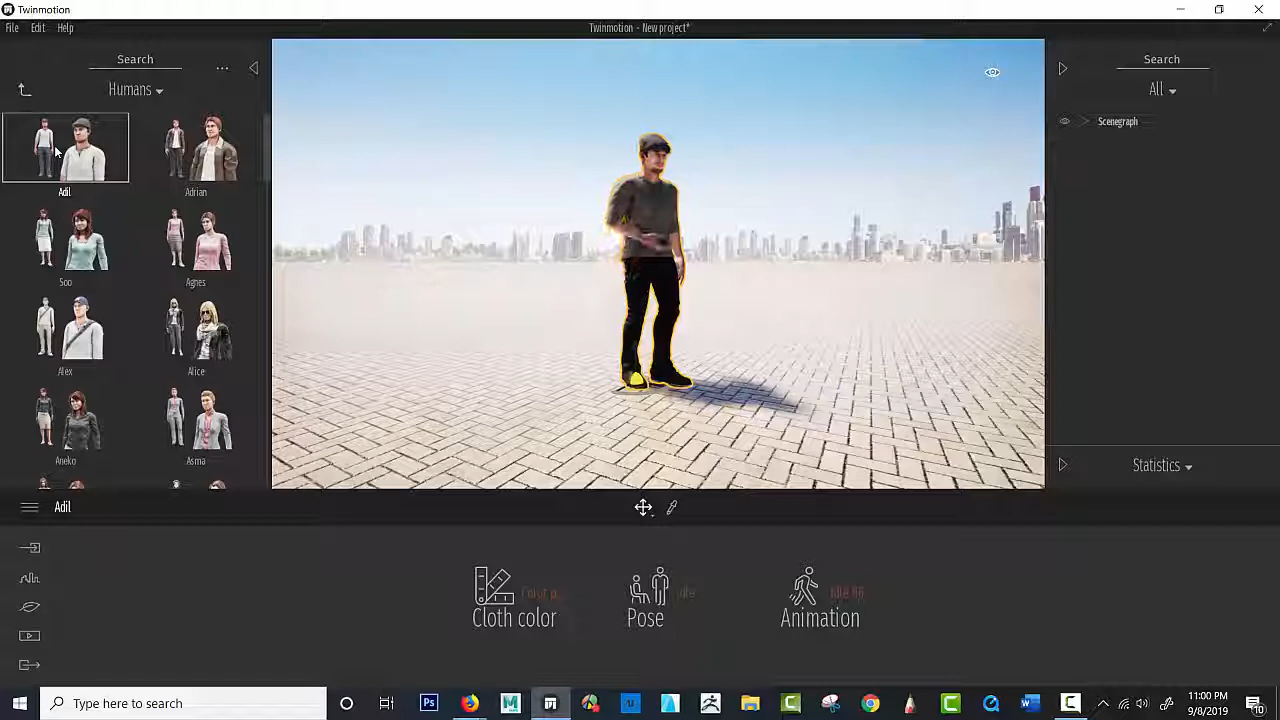 Twinmotion
File Edit Help
Twinmotion - New project*
Search
...
Humans
Adil
Adrian
Soo
Agnes
Alex
Alice
Aneko
Asma
Search
All
Scenegraph
Statistics
Adil
Cloth color
Pose
Idle
Animation
Type here to search
11:00 PM
9/8/2019